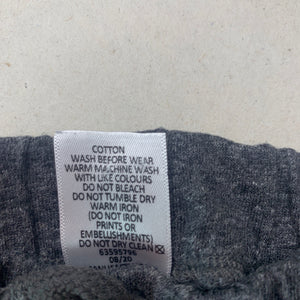 COTTON
WASH BEFORE WEAR
WARM MACHINE WASH
WITH LIKE COLOURS
DO NOT BLEACH
DO NOT TUMBLE DRY
WARM IRON
(DO NOT IRON
PRINTS OR
EMBELLISHMENTS)
DO NOT DRY CLEAN
63595796
08/20